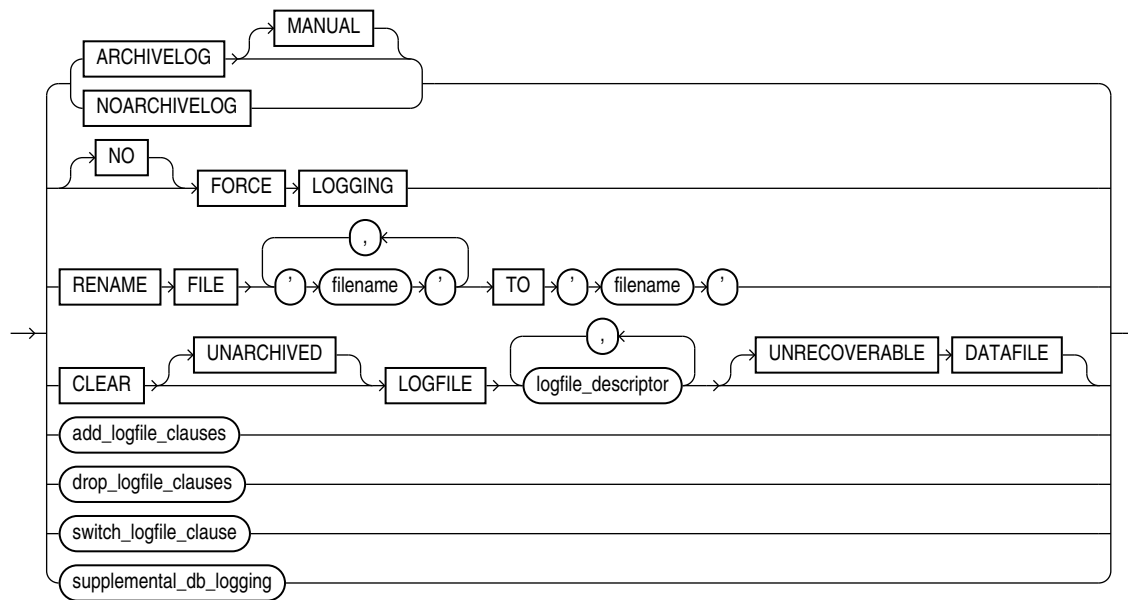 MANUAL
ARCHIVELOG
NOARCHIVELOG
NO
FORCE LOGGING
,
RENAME FILE ' filename ' TO ' filename '
,
UNARCHIVED UNRECOVERABLE DATAFILE
CLEAR LOGFILE logfile_descriptor
add_logfile_clauses
drop_logfile_clauses
switch_logfile_clause
supplemental_db_logging